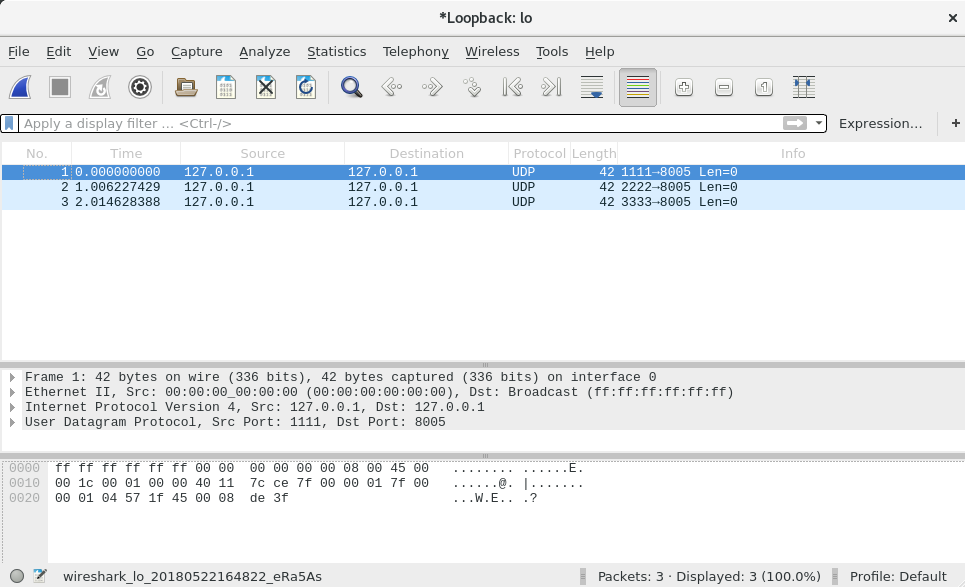 *Loopback: lo
File Edit View Go Capture Analyze Statistics Telephony Wireless Tools Help
Apply a display filter ... <Ctrl-/> Expression... +
No. Time Source Destination Protocol Length Info
1 0.000000000 127.0.0.1 127.0.0.1 UDP 42 1111→8005 Len=0
2 1.006227429 127.0.0.1 127.0.0.1 UDP 42 2222→8005 Len=0
3 2.014628388 127.0.0.1 127.0.0.1 UDP 42 3333→8005 Len=0
Frame 1: 42 bytes on wire (336 bits), 42 bytes captured (336 bits) on interface 0
Ethernet II, Src: 00:00:00_00:00:00 (00:00:00:00:00:00), Dst: Broadcast (ff:ff:ff:ff:ff:ff)
Internet Protocol Version 4, Src: 127.0.0.1, Dst: 127.0.0.1
User Datagram Protocol, Src Port: 1111, Dst Port: 8005
0000 ff ff ff ff ff ff 00 00 00 00 00 00 08 00 45 00 ........ ......E.
0010 00 1c 00 01 00 00 40 11 7c ce 7f 00 00 01 7f 00 ......@. |.......
0020 00 01 04 57 1f 45 00 08 de 3f ...W.E.. .?
wireshark_lo_20180522164822_eRa5As Packets: 3 · Displayed: 3 (100.0%) Profile: Default